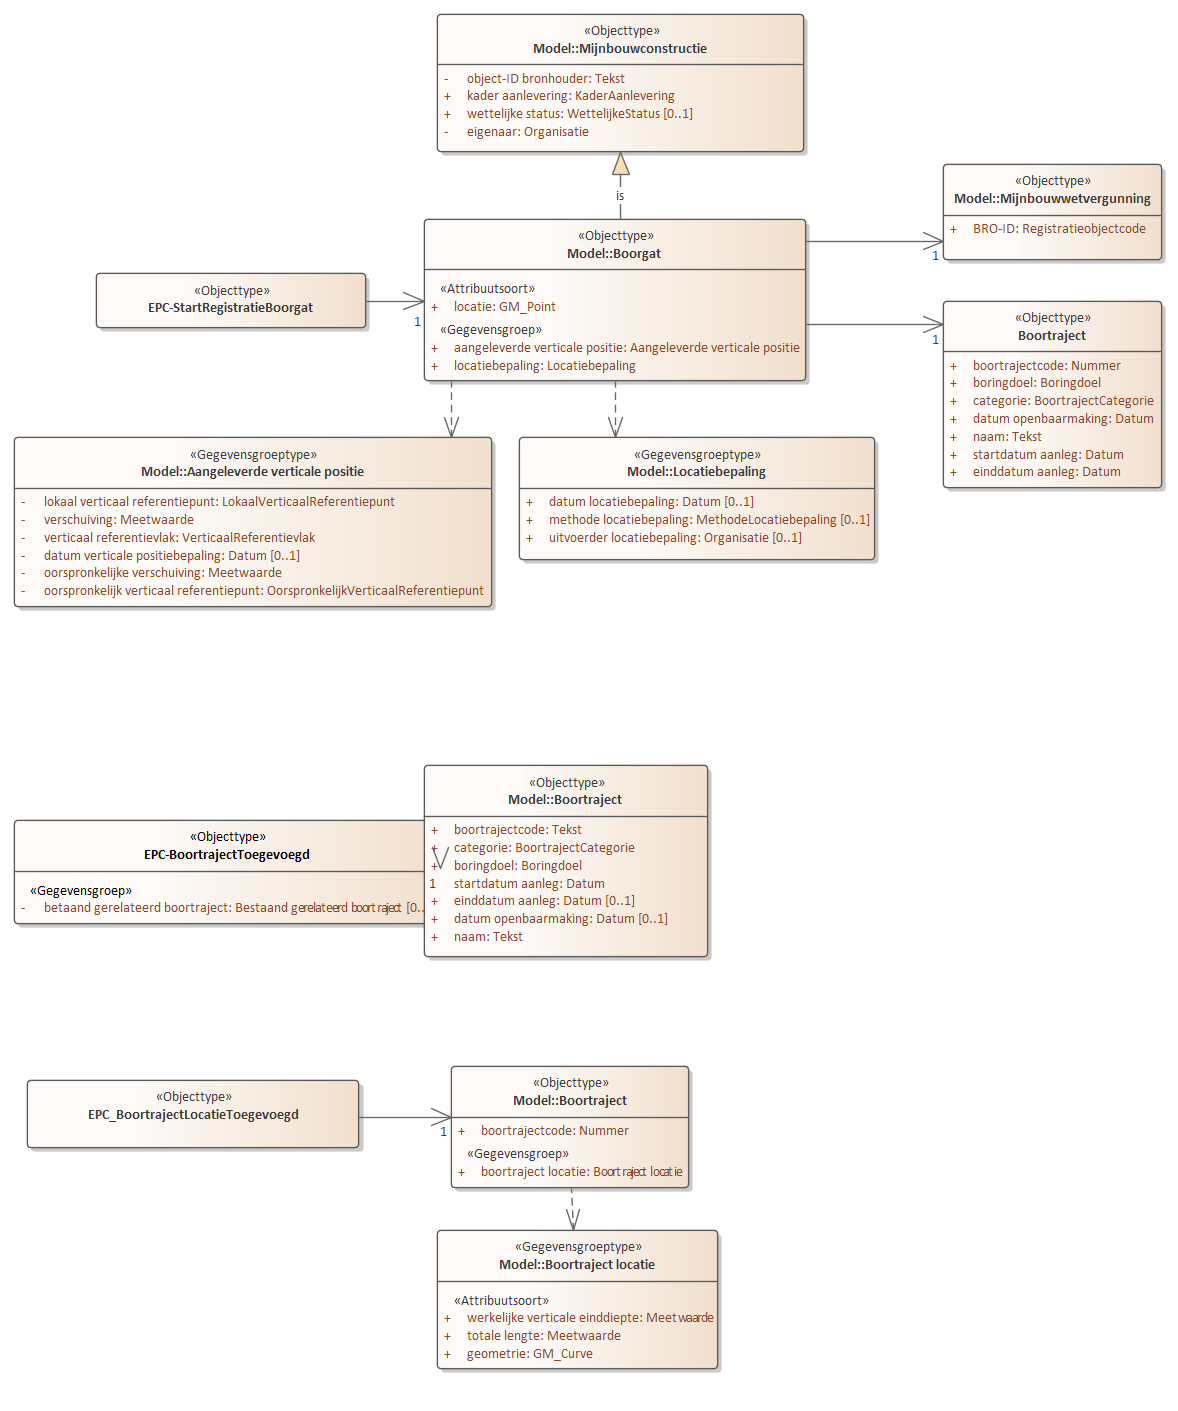 «Objecttype»
Model::Mijnbouwconstructie
- object-ID bronhouder: Tekst
+ kader aanlevering: KaderAanlevering
+ wettelijke status: WettelijkeStatus [0..1]
- eigenaar: Organisatie
is
«Objecttype»
Model::Mijnbouwwetvergunning
+ BRO-ID: Registratieobjectcode
1
«Objecttype»
Model::Boorgat
«Attribuutsoort»
+ locatie: GM_Point
«Gegevensgroep»
+ aangeleverde verticale positie: Aangeleverde verticale positie
+ locatiebepaling: Locatiebepaling
«Objecttype»
EPC-StartRegistratieBoorgat
1
«Objecttype»
Boortraject
+ boortrajectcode: Nummer
+ boringdoel: Boringdoel
+ categorie: BoortrajectCategorie
+ datum openbaarmaking: Datum
+ naam: Tekst
+ startdatum aanleg: Datum
+ einddatum aanleg: Datum
1
«Gegevensgroeptype»
Model::Aangeleverde verticale positie
- lokaal verticaal referentiepunt: LokaalVerticaalReferentiepunt
- verschuiving: Meetwaarde
- verticaal referentievlak: VerticaalReferentievlak
- datum verticale positiebepaling: Datum [0..1]
- oorspronkelijke verschuiving: Meetwaarde
- oorspronkelijk verticaal referentiepunt: OorspronkelijkVerticaalReferentiepunt
«Gegevensgroeptype»
Model::Locatiebepaling
+ datum locatiebepaling: Datum [0..1]
+ methode locatiebepaling: MethodeLocatiebepaling [0..1]
+ uitvoerder locatiebepaling: Organisatie [0..1]
«Objecttype»
EPC-BoortrajectToegevoegd
«Gegevensgroep»
- betaand gerelateerd boortraject: Bestaand gerelateerd boortraject [0..
«Objecttype»
Model::Boortraject
+ boortrajectcode: Tekst
+ categorie: BoortrajectCategorie
+ boringdoel: Boringdoel
1 startdatum aanleg: Datum
+ einddatum aanleg: Datum [0..1]
+ datum openbaarmaking: Datum [0..1]
+ naam: Tekst
«Objecttype»
EPC_BoortrajectLocatieToegevoegd
1
«Objecttype»
Model::Boortraject
+ boortrajectcode: Nummer
«Gegevensgroep»
+ boortraject locatie: Boortraject locatie
«Gegevensgroeptype»
Model::Boortraject locatie
«Attribuutsoort»
+ werkelijke verticale einddiepte: Meetwaarde
+ totale lengte: Meetwaarde
+ geometrie: GM_Curve